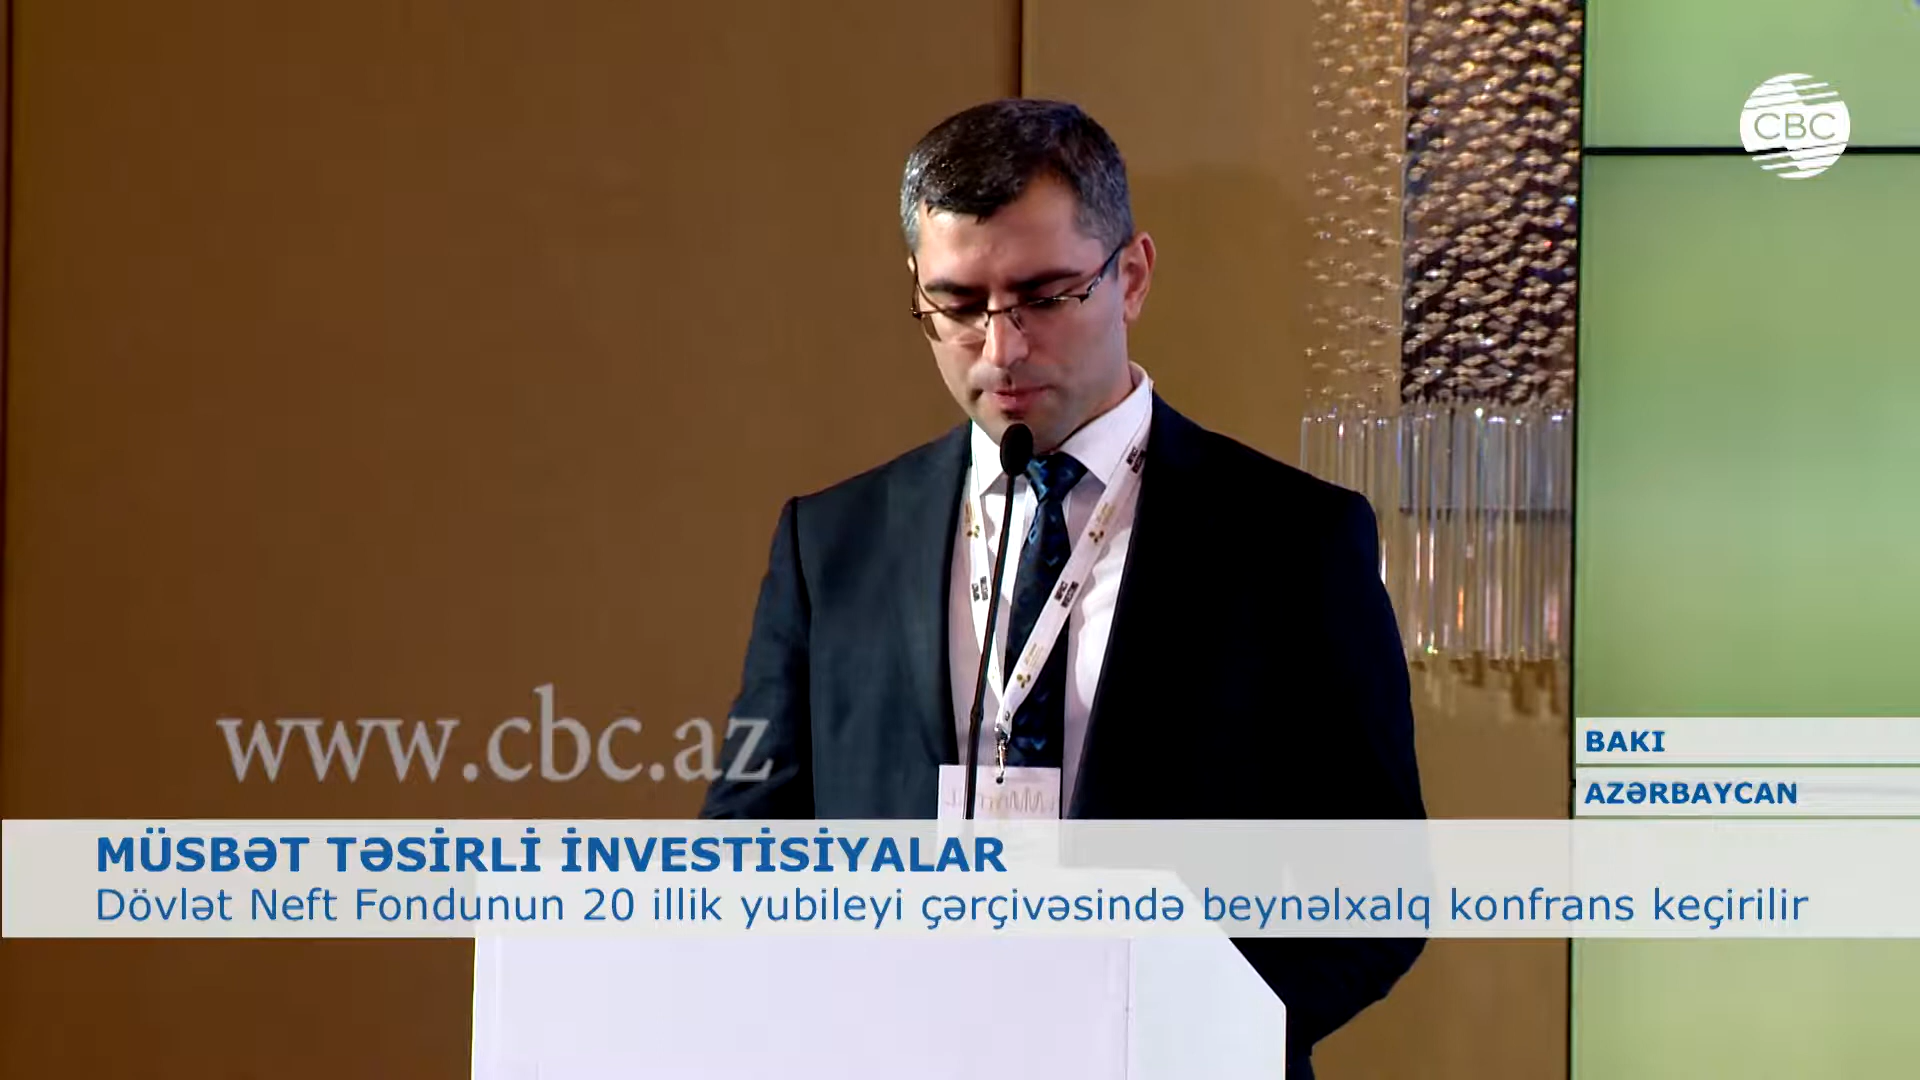 CBC
www.cbc.az
BAKI
AZƏRBAYCAN
MÜSBƏT TƏSİRLİ İNVESTİSİYALAR
Dövlət Neft Fondunun 20 illik yubileyi çərçivəsində beynəlxalq konfrans keçirilir